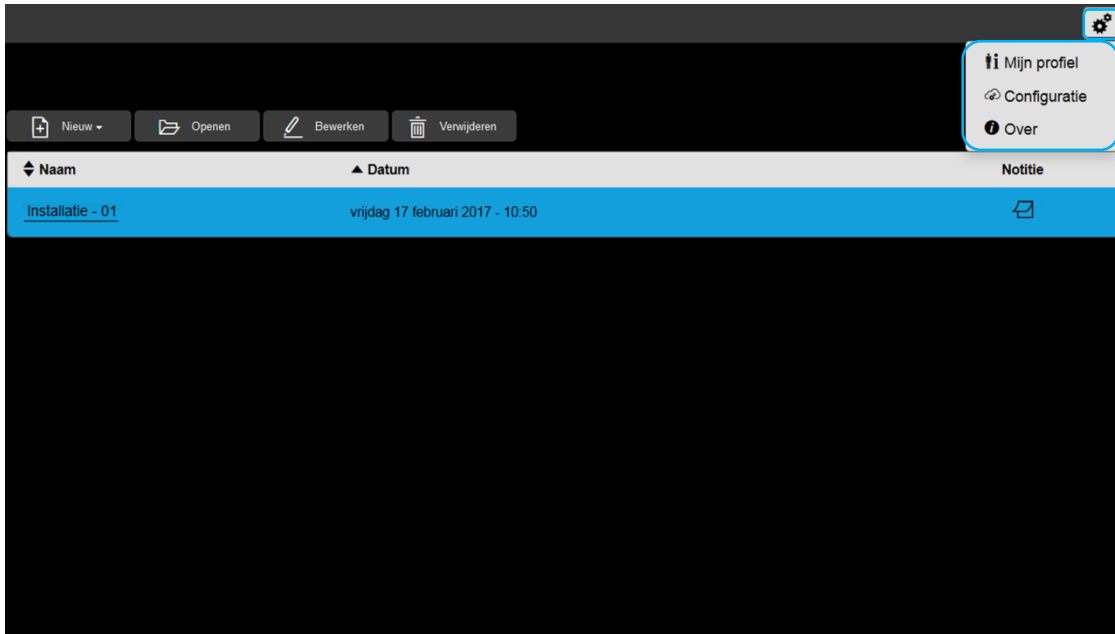 Mijn profiel
Configuratie
Over
Nieuw
Openen
Bewerken
Verwijderen
Naam
Datum
Notitie
Installatie - 01
vrijdag 17 februari 2017 - 10:50